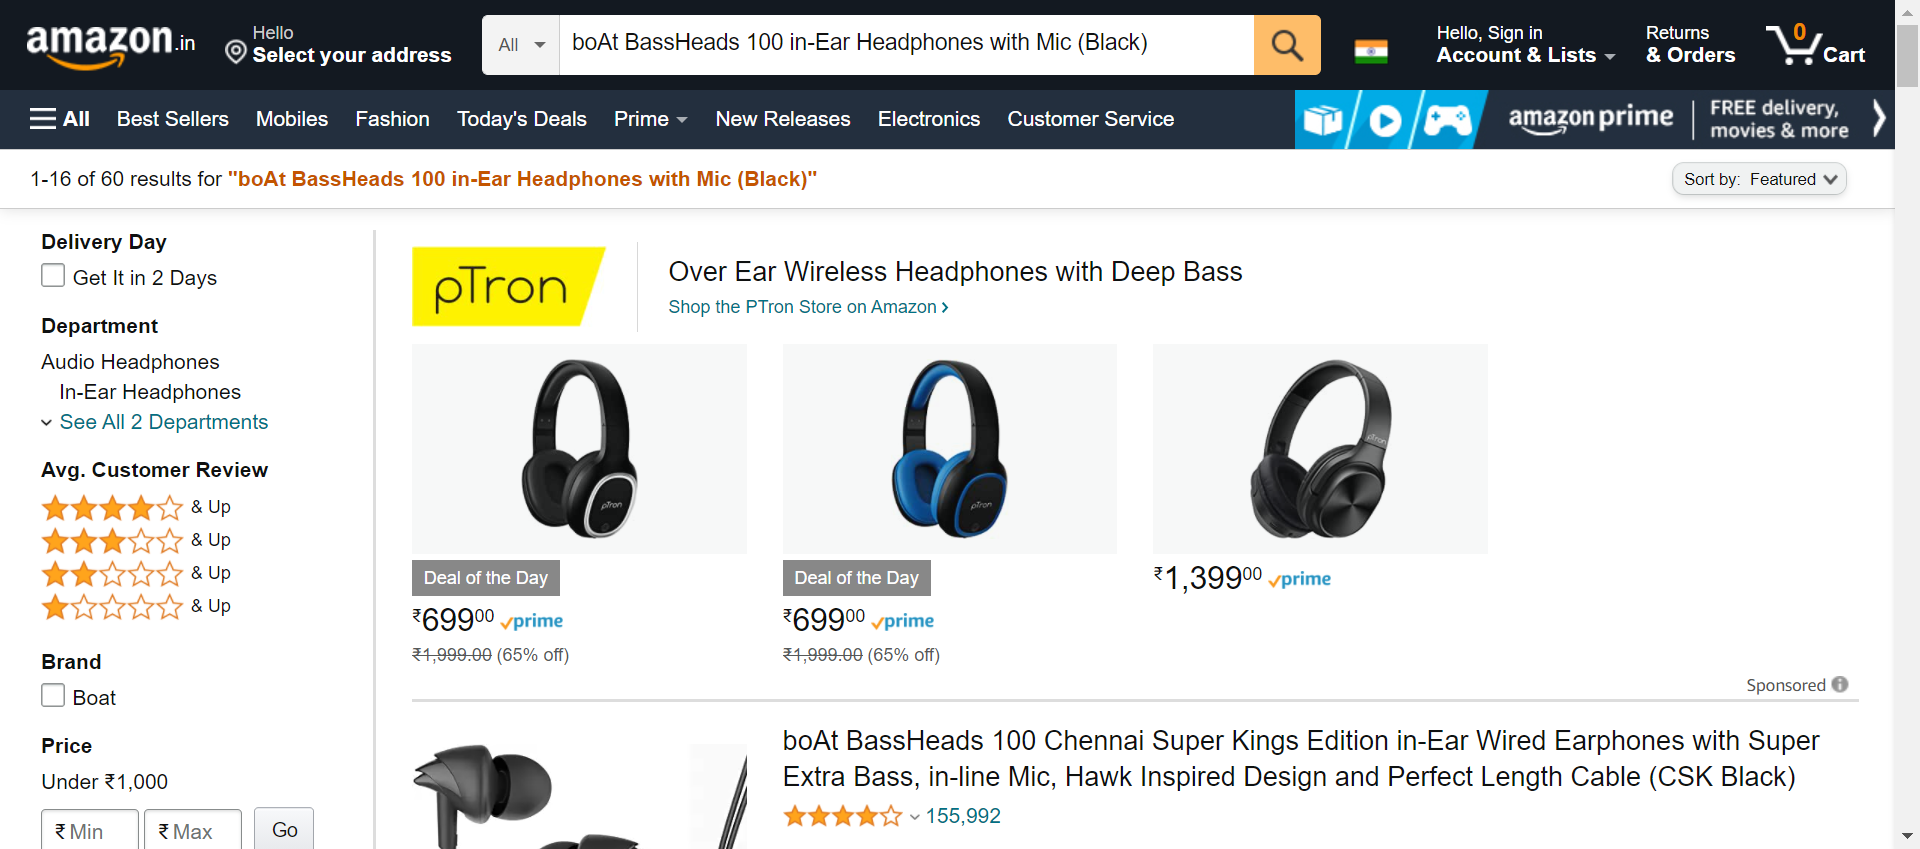 amazon.in
Hello
Select your address
All
boAt BassHeads 100 in-Ear Headphones with Mic (Black)
Hello, Sign in
Account & Lists
Returns
& Orders
0
Cart
All
Best Sellers
Mobiles
Fashion
Today's Deals
Prime
New Releases
Electronics
Customer Service
amazon prime
FREE delivery,
movies & more
1-16 of 60 results for "boAt BassHeads 100 in-Ear Headphones with Mic (Black)"
Sort by: Featured
Delivery Day
Get It in 2 Days
Department
Audio Headphones
In-Ear Headphones
See All 2 Departments
Avg. Customer Review
& Up
& Up
& Up
& Up
Brand
Boat
Price
Under ₹1,000
₹ Min
₹ Max
Go
pTron
Over Ear Wireless Headphones with Deep Bass
Shop the PTron Store on Amazon ›
pTron
pTron
pTron
Deal of the Day
₹69900 prime
₹1,999.00 (65% off)
Deal of the Day
₹69900 prime
₹1,999.00 (65% off)
₹1,39900 prime
Sponsored
boAt BassHeads 100 Chennai Super Kings Edition in-Ear Wired Earphones with Super
Extra Bass, in-line Mic, Hawk Inspired Design and Perfect Length Cable (CSK Black)
155,992